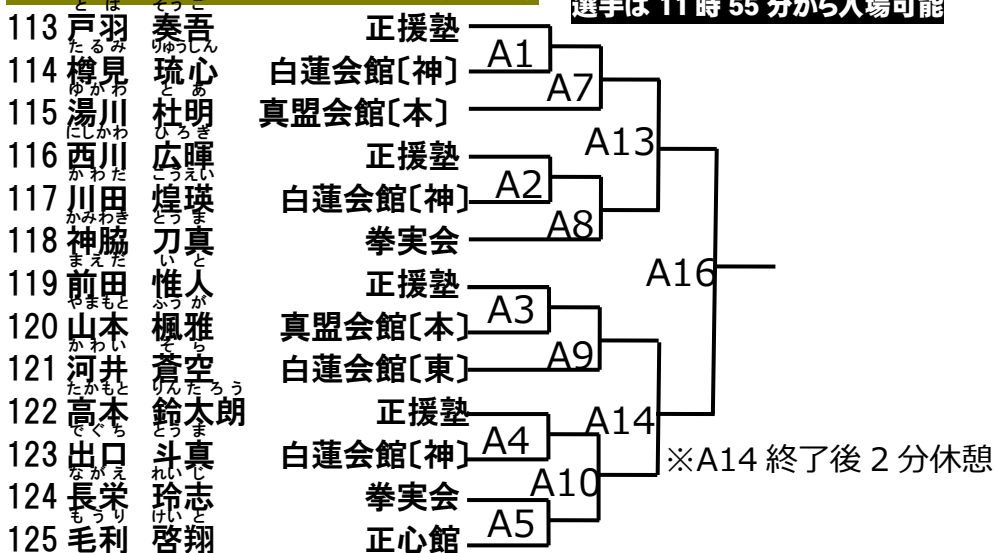 選手は 11 時 55 分から入場可能
とば そうご
113 戸羽 奏吾 正援塾
たるみ りゅうしん
114 樽見 琉心 白蓮会館〔神〕
ゆかわ とあ
115 湯川 杜明 真盟会館〔本〕
にしかわ ひろき
116 西川 広暉 正援塾
かわだ こうえい
117 川田 煌瑛 白蓮会館〔神〕
かみわき とうま
118 神脇 刀真 拳実会
まえだ いと
119 前田 惟人 正援塾
やまもと ふうが
120 山本 楓雅 真盟会館〔本〕
かわい そら
121 河井 蒼空 白蓮会館〔東〕
たかもと りんたろう
122 高本 鈴太朗 正援塾
でぐち とうま
123 出口 斗真 白蓮会館〔神〕
ながえ れいじ
124 長栄 玲志 拳実会
もうり けいと
125 毛利 啓翔 正心館
A1
A7
A13
A2
A8
A16
A3
A9
A14
A4
A10
A5
※A14 終了後 2 分休憩